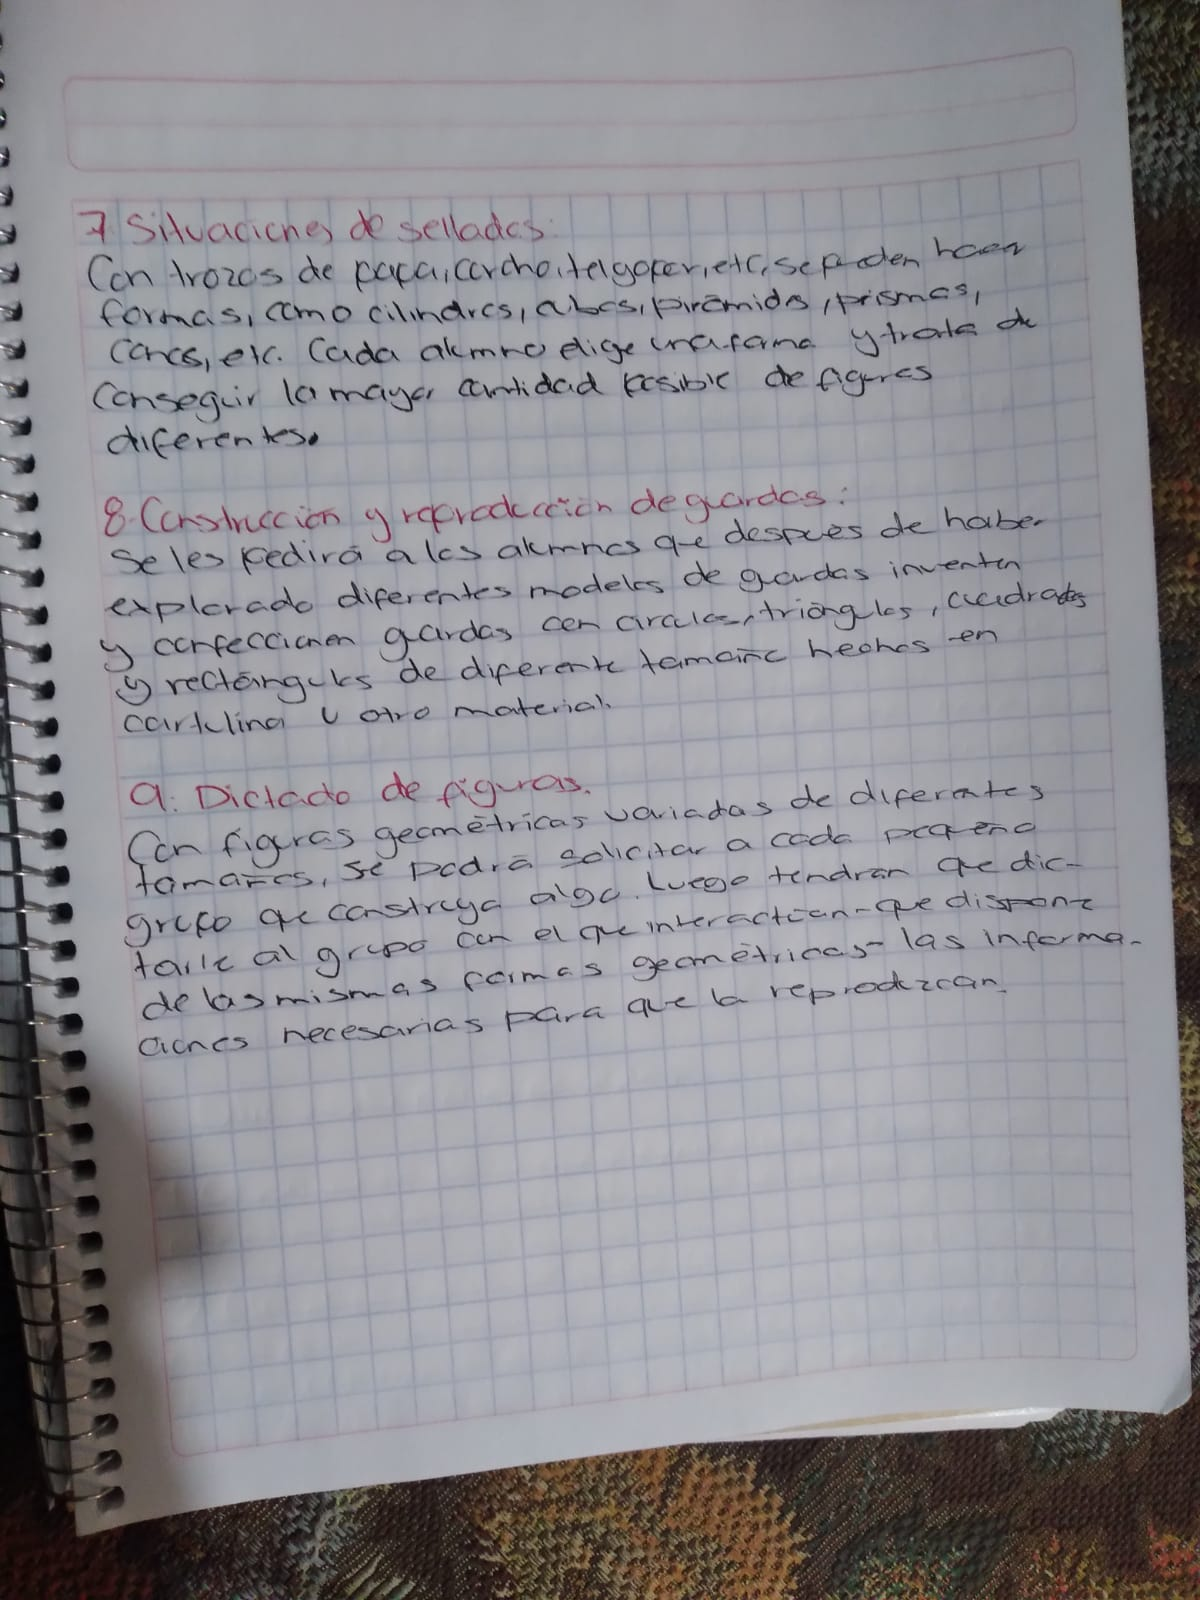 7. Situaciones de sellados:
Con trozos de papa, corcho, telgopor, etc, se pueden hacer
formas, como cilindros, cubos, pirámids, prismas,
conos, etc. Cada alumno elige una forma y trata de
conseguir la mayor cantidad posible de figuras
diferentes.
8. Construcción y reproducción de guardas:
Se les pedirá a los alumnos que después de haber
explorado diferentes modelos de guardas inventen
y confeccionen guardas con circulos, triángulos, cuadrados
y rectángulos de diferente tamaño hechos en
cartulina u otro material.
9. Dictado de figuras.
Con figuras geométricas variadas de diferentes
tamaños, se podrá solicitar a cada pequeño
grupo que construya algo. Luego tendrán que dic-
tarle al grupo con el que interactúan-que dispone
de las mismas formas geométricas- las informa-
ciones necesarias para que la reproduzcan.